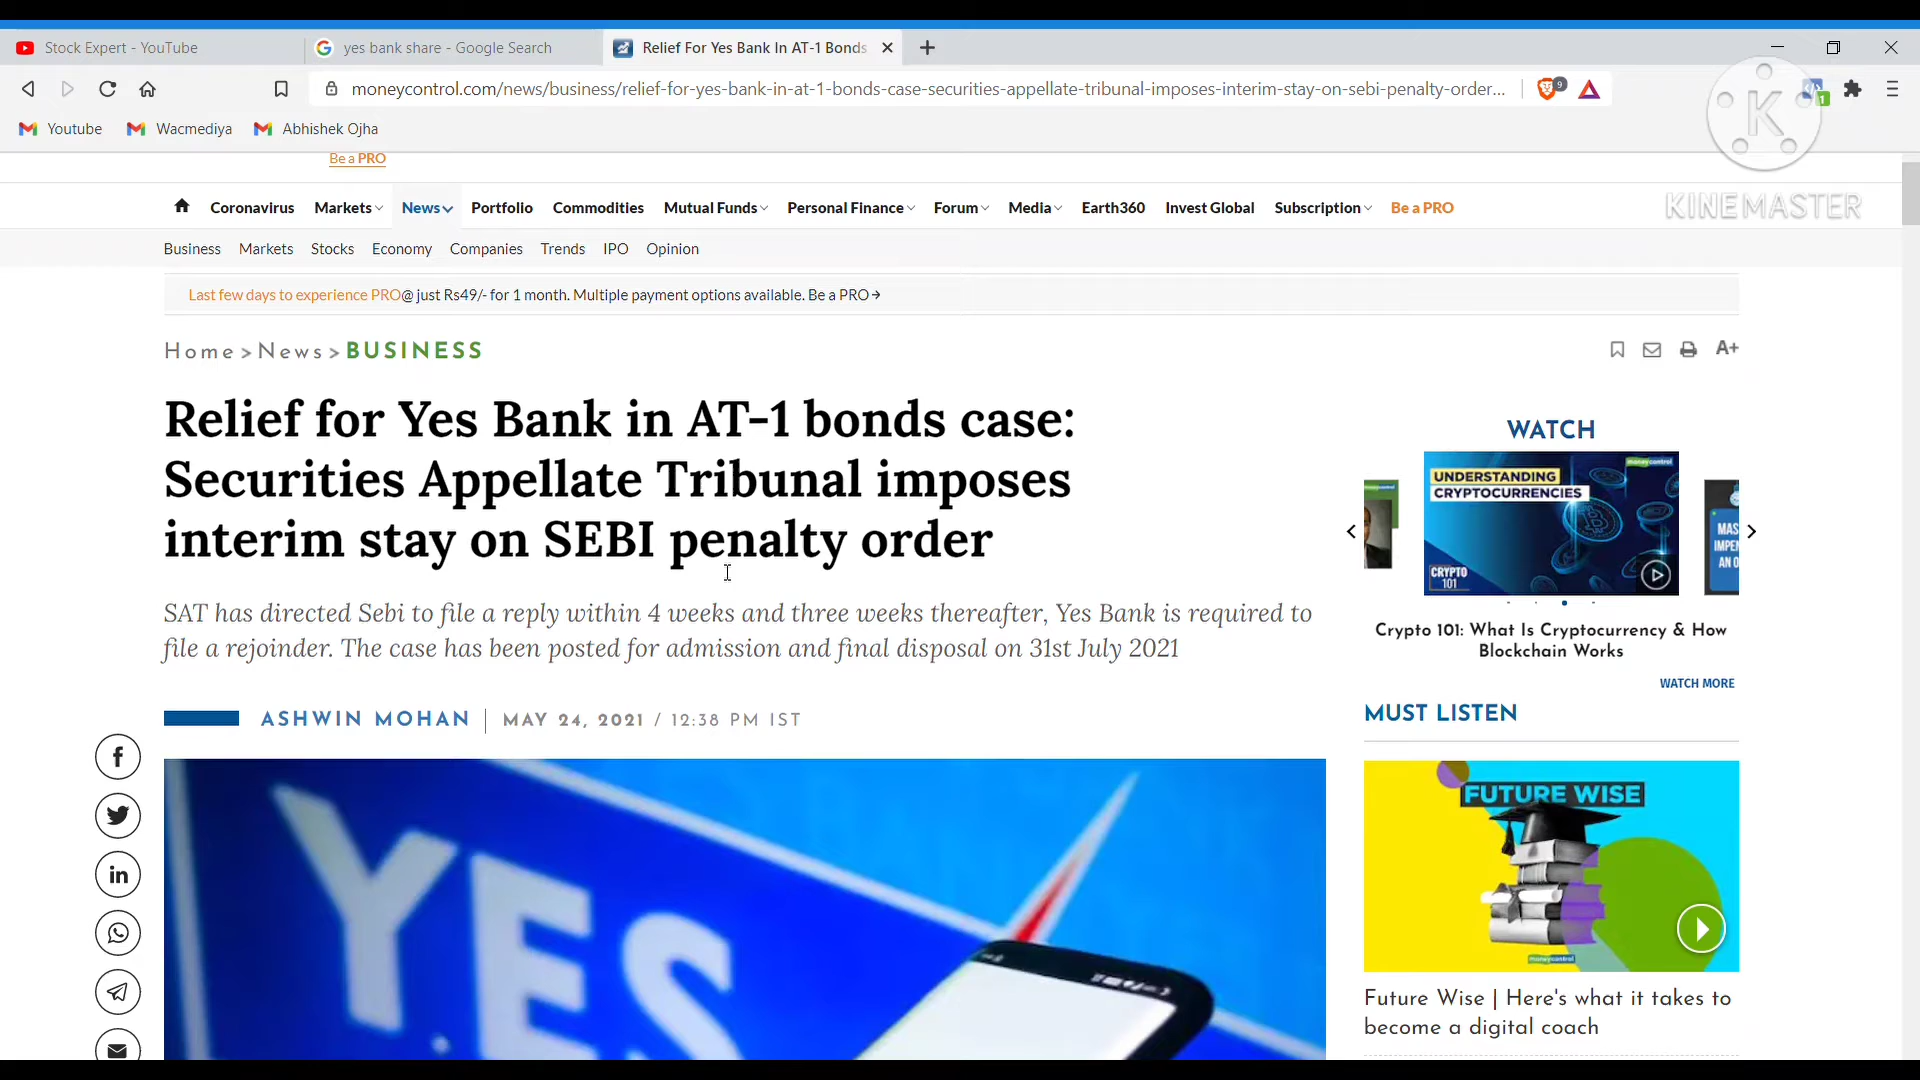 Stock Expert - YouTube
yes bank share - Google Search
Relief For Yes Bank In AT-1 Bonds
moneycontrol.com/news/business/relief-for-yes-bank-in-at-1-bonds-case-securities-appellate-tribunal-imposes-interim-stay-on-sebi-penalty-order...
9
1
Youtube
Wacmediya
Abhishek Ojha
K
KINEMASTER
Be a PRO
Coronavirus Markets News Portfolio Commodities Mutual Funds Personal Finance Forum Media Earth360 Invest Global Subscription Be a PRO
Business Markets Stocks Economy Companies Trends IPO Opinion
Last few days to experience PRO@ just Rs49/- for 1 month. Multiple payment options available. Be a PRO
Home > News > BUSINESS
A+
Relief for Yes Bank in AT-1 bonds case:
Securities Appellate Tribunal imposes
interim stay on SEBI penalty order
SAT has directed Sebi to file a reply within 4 weeks and three weeks thereafter, Yes Bank is required to
file a rejoinder. The case has been posted for admission and final disposal on 31st July 2021
ASHWIN MOHAN | MAY 24, 2021 / 12:38 PM IST
YES
WATCH
moneycontrol
UNDERSTANDING
CRYPTOCURRENCIES
CRYPTO
101
MAS
IMPEN
AN O
Crypto 101: What Is Cryptocurrency & How
Blockchain Works
WATCH MORE
MUST LISTEN
FUTURE WISE
moneycontrol
Future Wise | Here's what it takes to
become a digital coach